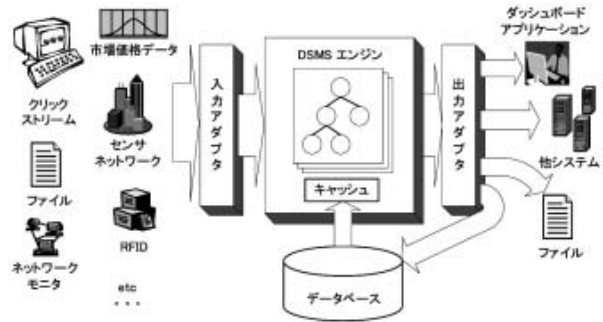 クリック
ストリーム
市場価格データ
センサ
ネットワーク
ファイル
RFID
ネットワーク
モニタ
etc
・・・
入力アダプタ
DSMS エンジン
キャッシュ
データベース
出力アダプタ
ダッシュボード
アプリケーション
他システム
ファイル